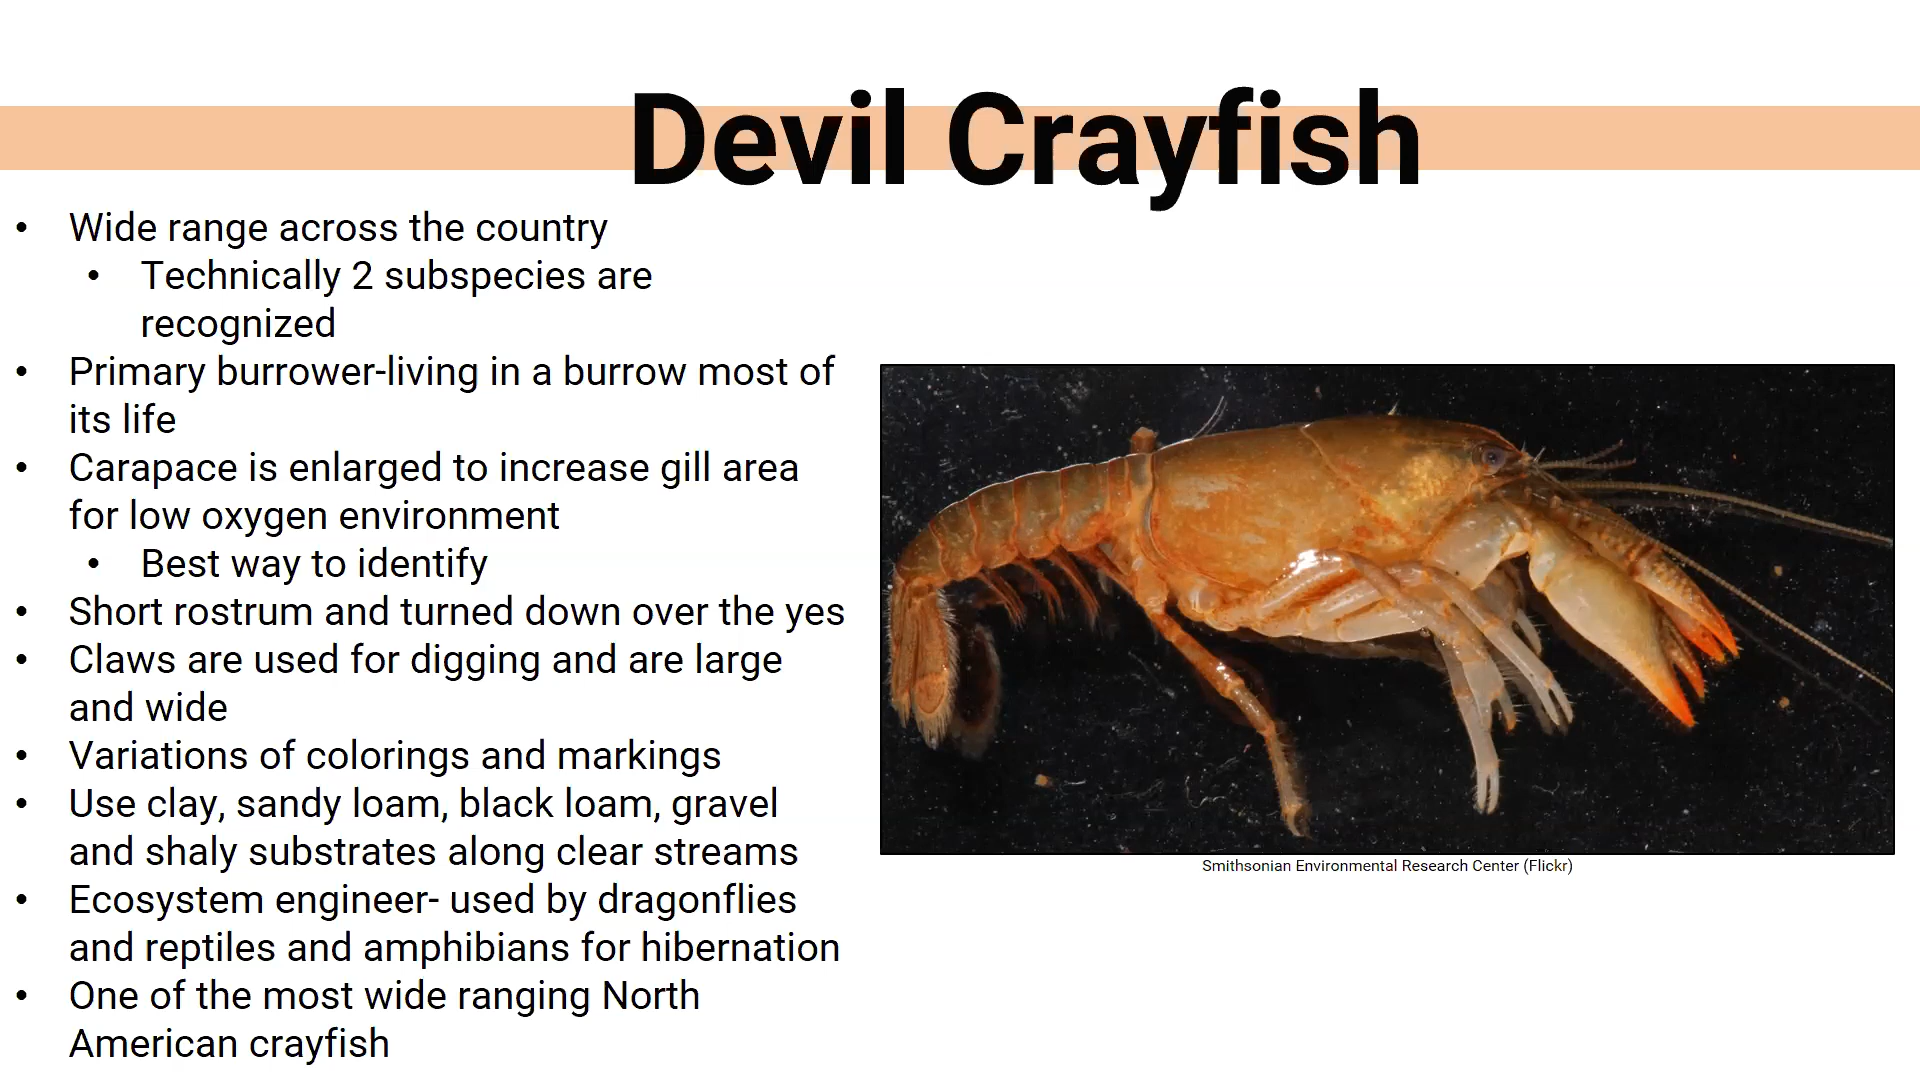 Devil Crayfish
• Wide range across the country
• Technically 2 subspecies are
recognized
• Primary burrower-living in a burrow most of
its life
• Carapace is enlarged to increase gill area
for low oxygen environment
• Best way to identify
• Short rostrum and turned down over the yes
• Claws are used for digging and are large
and wide
• Variations of colorings and markings
• Use clay, sandy loam, black loam, gravel
and shaly substrates along clear streams
• Ecosystem engineer- used by dragonflies
and reptiles and amphibians for hibernation
• One of the most wide ranging North
American crayfish
Smithsonian Environmental Research Center (Flickr)